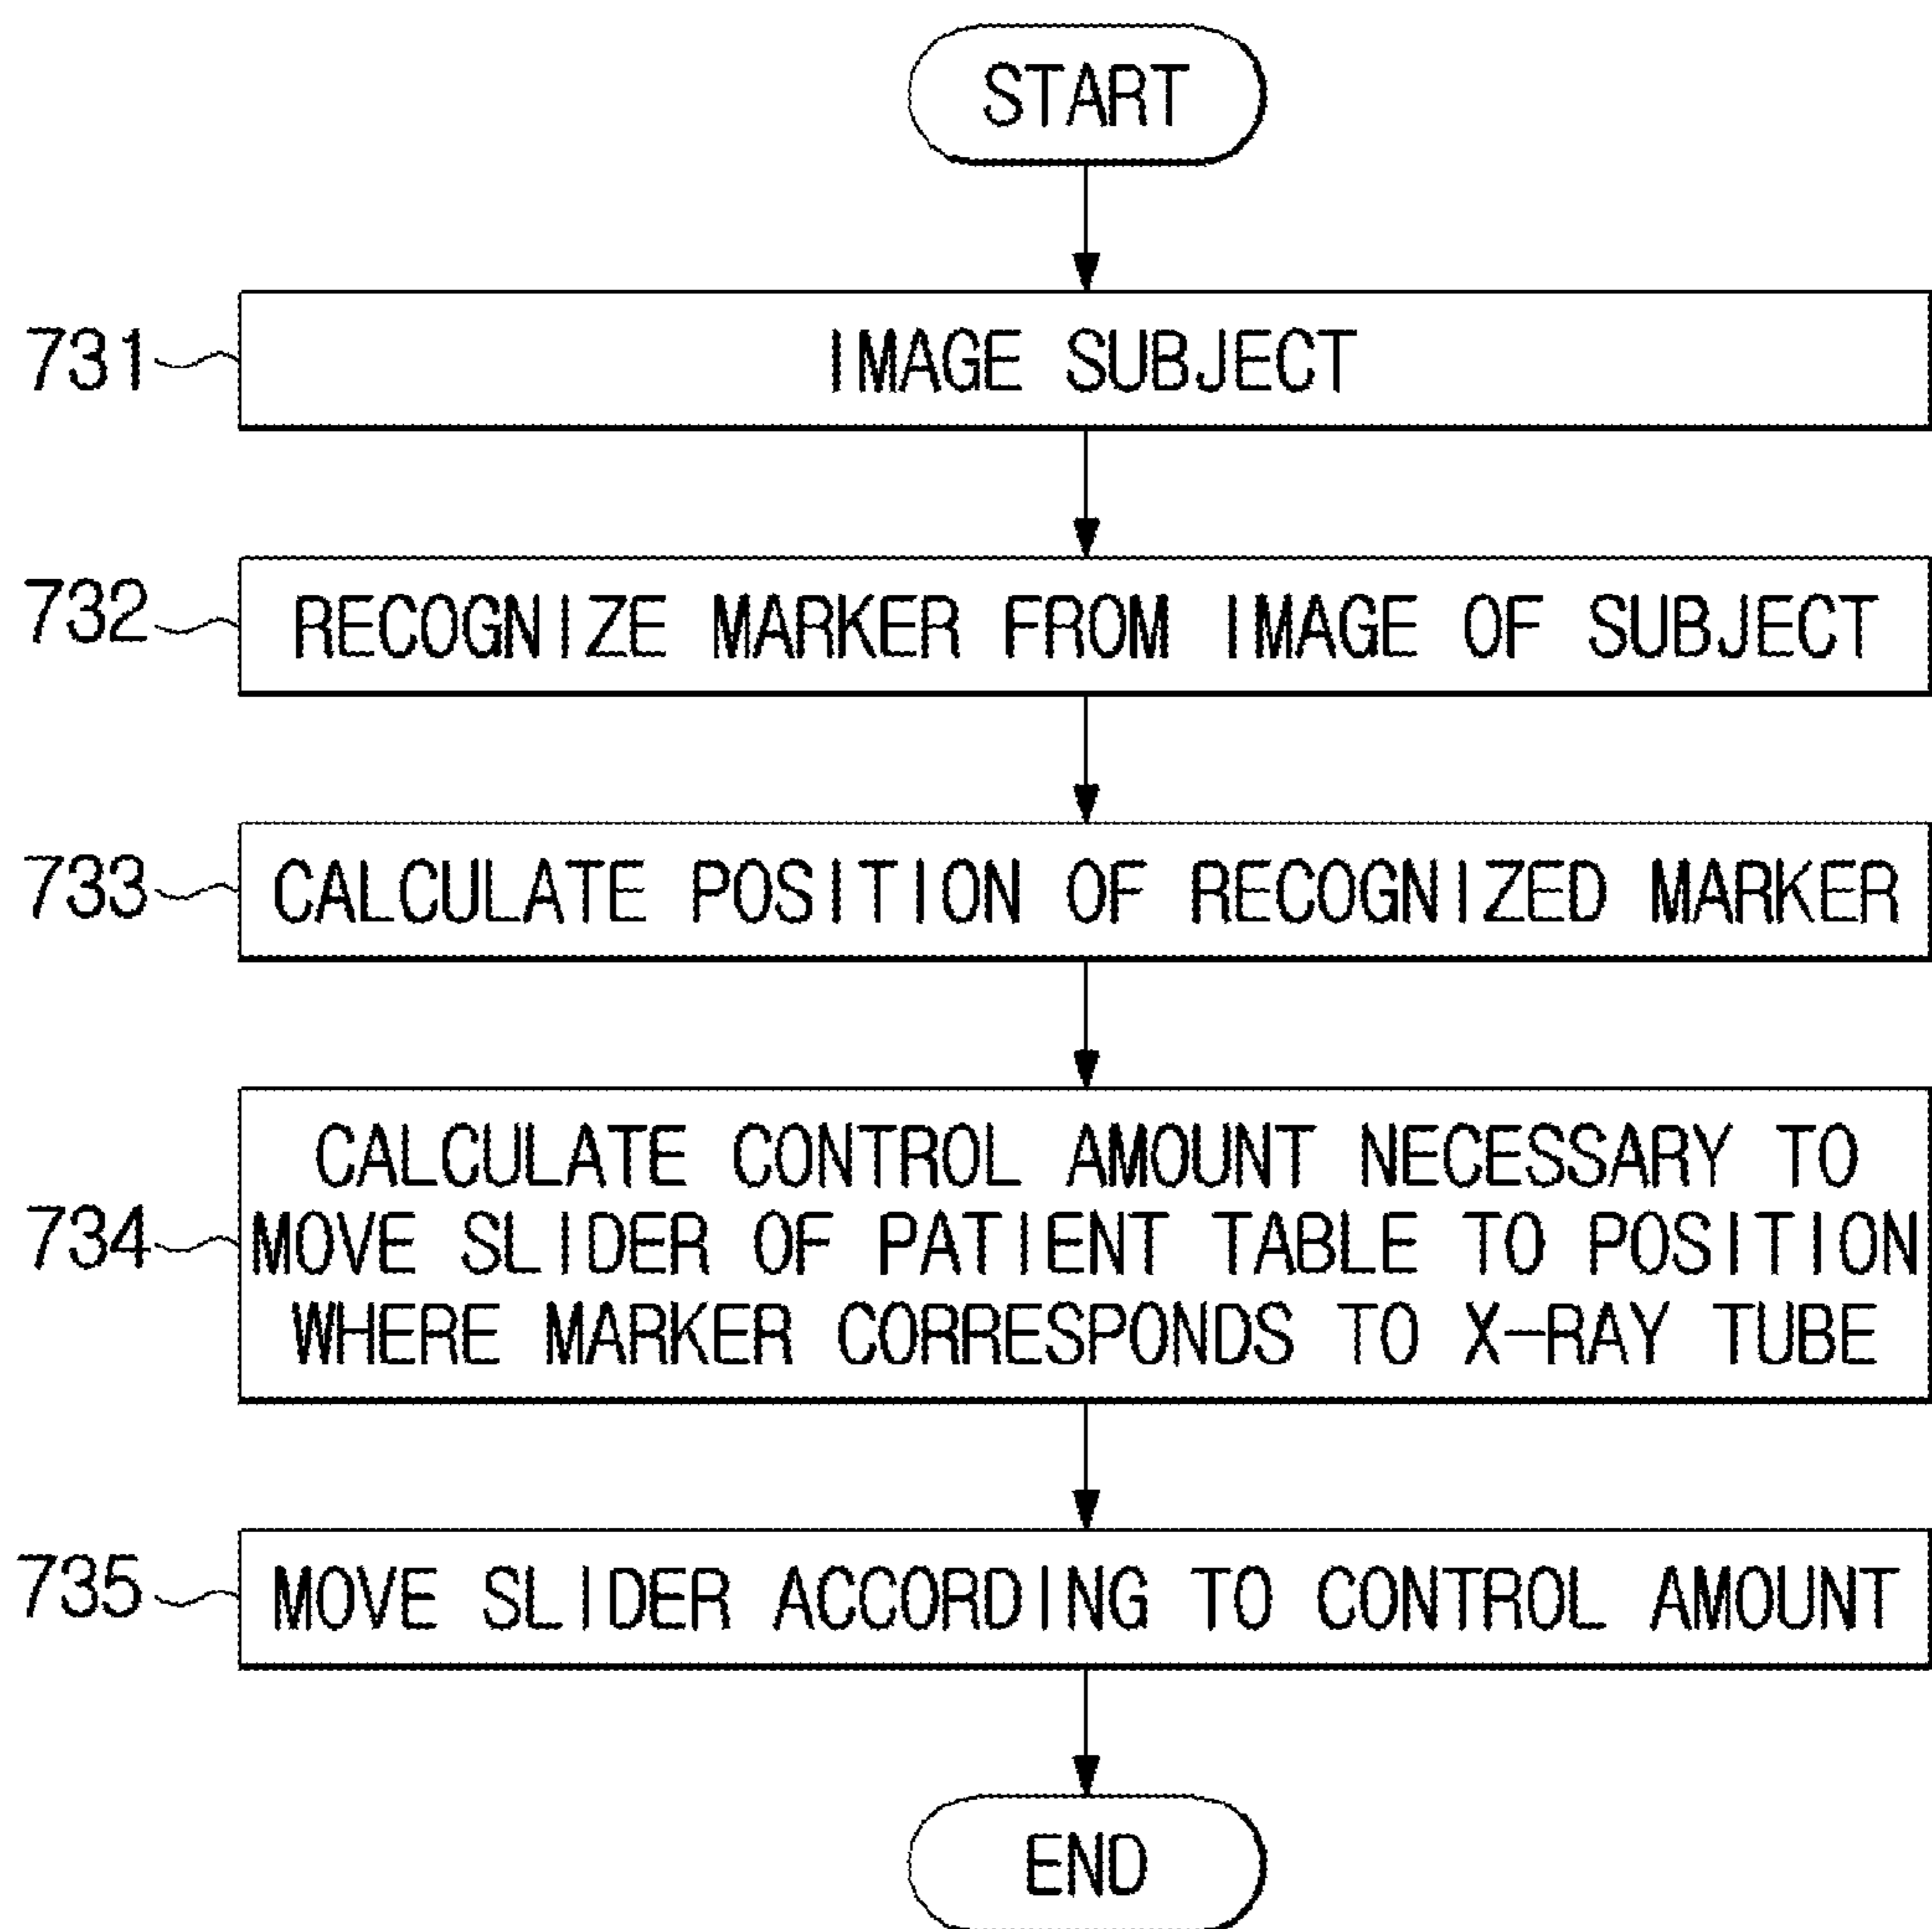 START
731
IMAGE SUBJECT
732
RECOGNIZE MARKER FROM IMAGE OF SUBJECT
733
CALCULATE POSITION OF RECOGNIZED MARKER
734
CALCULATE CONTROL AMOUNT NECESSARY TO
MOVE SLIDER OF PATIENT TABLE TO POSITION
WHERE MARKER CORRESPONDS TO X-RAY TUBE
735
MOVE SLIDER ACCORDING TO CONTROL AMOUNT
END